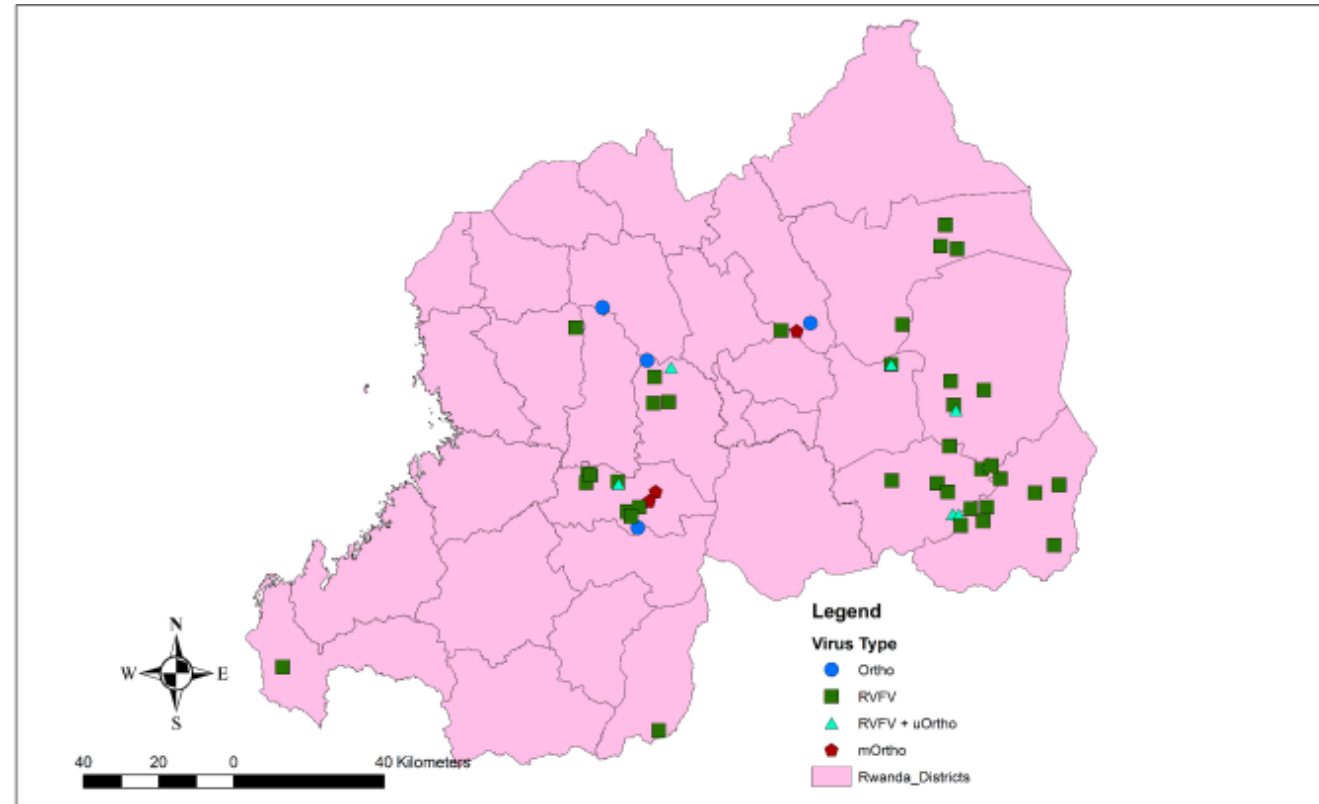 N
W E
S
40 20 0 40 Kilometers
Legend
Virus Type
Ortho
RVFV
RVFV + uOrtho
mOrtho
Rwanda_Districts